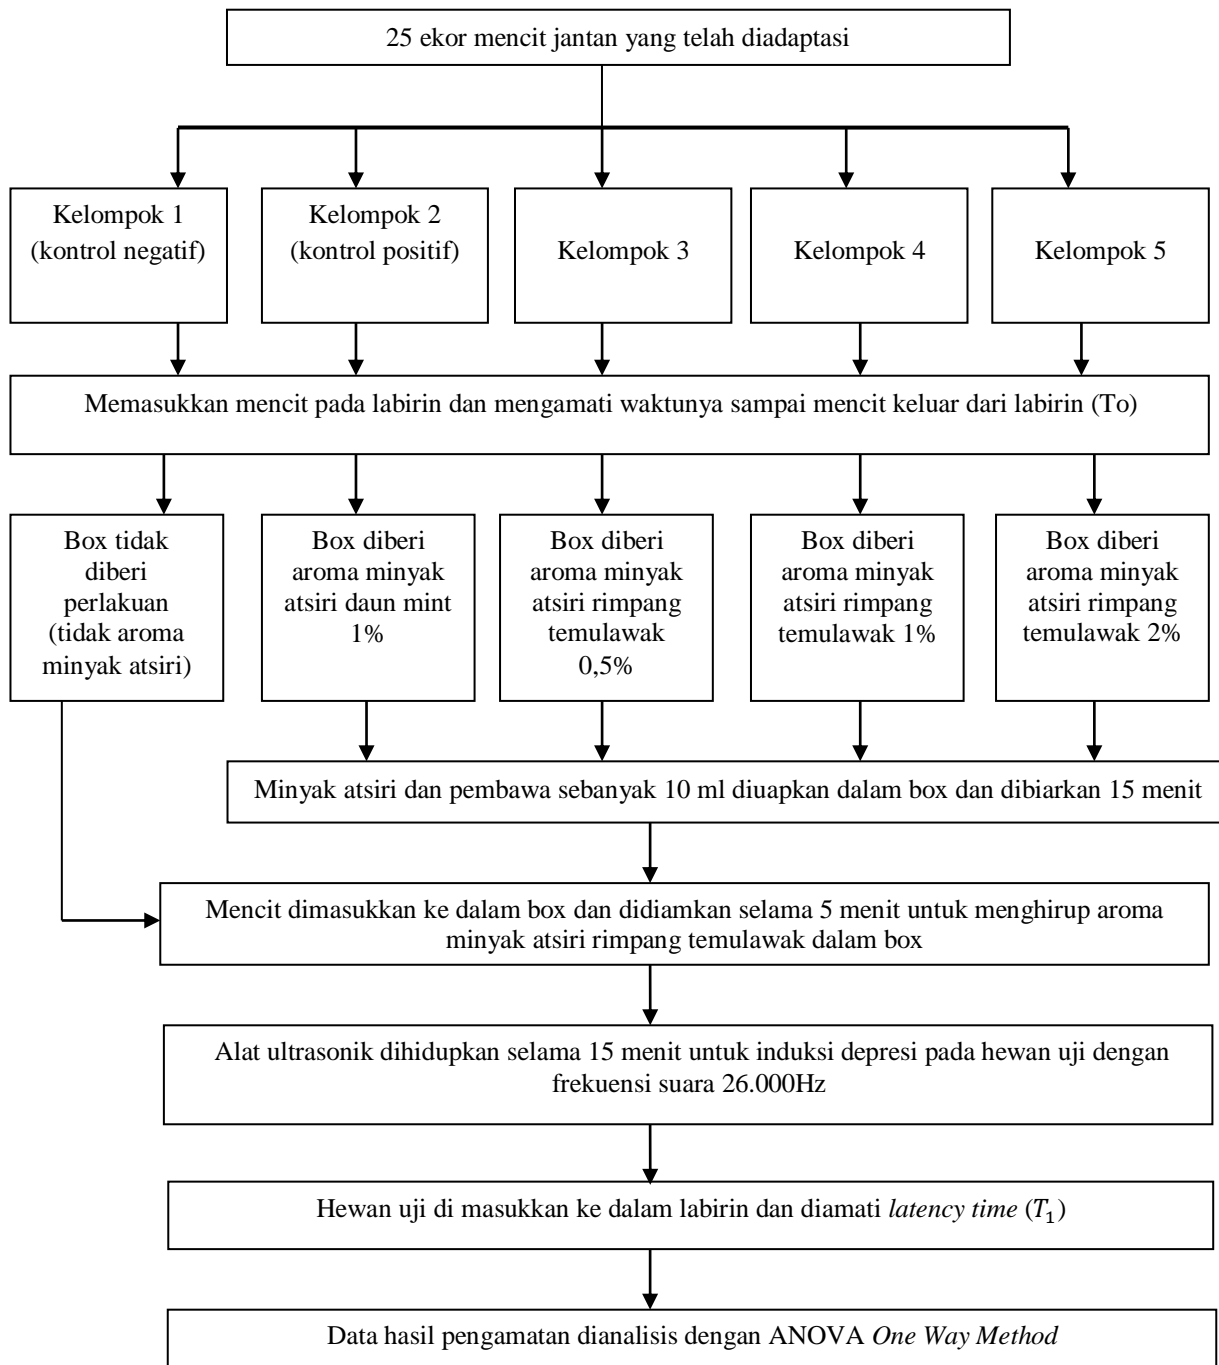 25 ekor mencit jantan yang telah diadaptasi
Kelompok 1
(kontrol negatif)
Kelompok 2
(kontrol positif)
Kelompok 3
Kelompok 4
Kelompok 5
Memasukkan mencit pada labirin dan mengamati waktunya sampai mencit keluar dari labirin (To)
Box tidak
diberi
perlakuan
(tidak aroma
minyak atsiri)
Box diberi
aroma minyak
atsiri daun mint
1%
Box diberi
aroma minyak
atsiri rimpang
temulawak
0,5%
Box diberi
aroma minyak
atsiri rimpang
temulawak 1%
Box diberi
aroma minyak
atsiri rimpang
temulawak 2%
Minyak atsiri dan pembawa sebanyak 10 ml diuapkan dalam box dan dibiarkan 15 menit
Mencit dimasukkan ke dalam box dan didiamkan selama 5 menit untuk menghirup aroma
minyak atsiri rimpang temulawak dalam box
Alat ultrasonik dihidupkan selama 15 menit untuk induksi depresi pada hewan uji dengan
frekuensi suara 26.000Hz
Hewan uji di masukkan ke dalam labirin dan diamati latency time (T₁)
Data hasil pengamatan dianalisis dengan ANOVA One Way Method